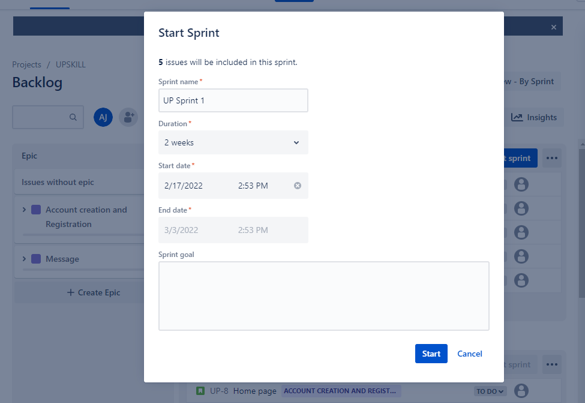 Start Sprint
5 issues will be included in this sprint.
Sprint name*
UP Sprint 1
Duration*
2 weeks
Start date*
2/17/2022 2:53 PM
End date*
3/3/2022 2:53 PM
Sprint goal
Start Cancel
Projects / UPSKILL
Backlog
- By Sprint
AJ
Insights
Epic
sprint
Issues without epic
Account creation and
Registration
Message
+ Create Epic
sprint
UP-8 Home page ACCOUNT CREATION AND REGIST... TO DO